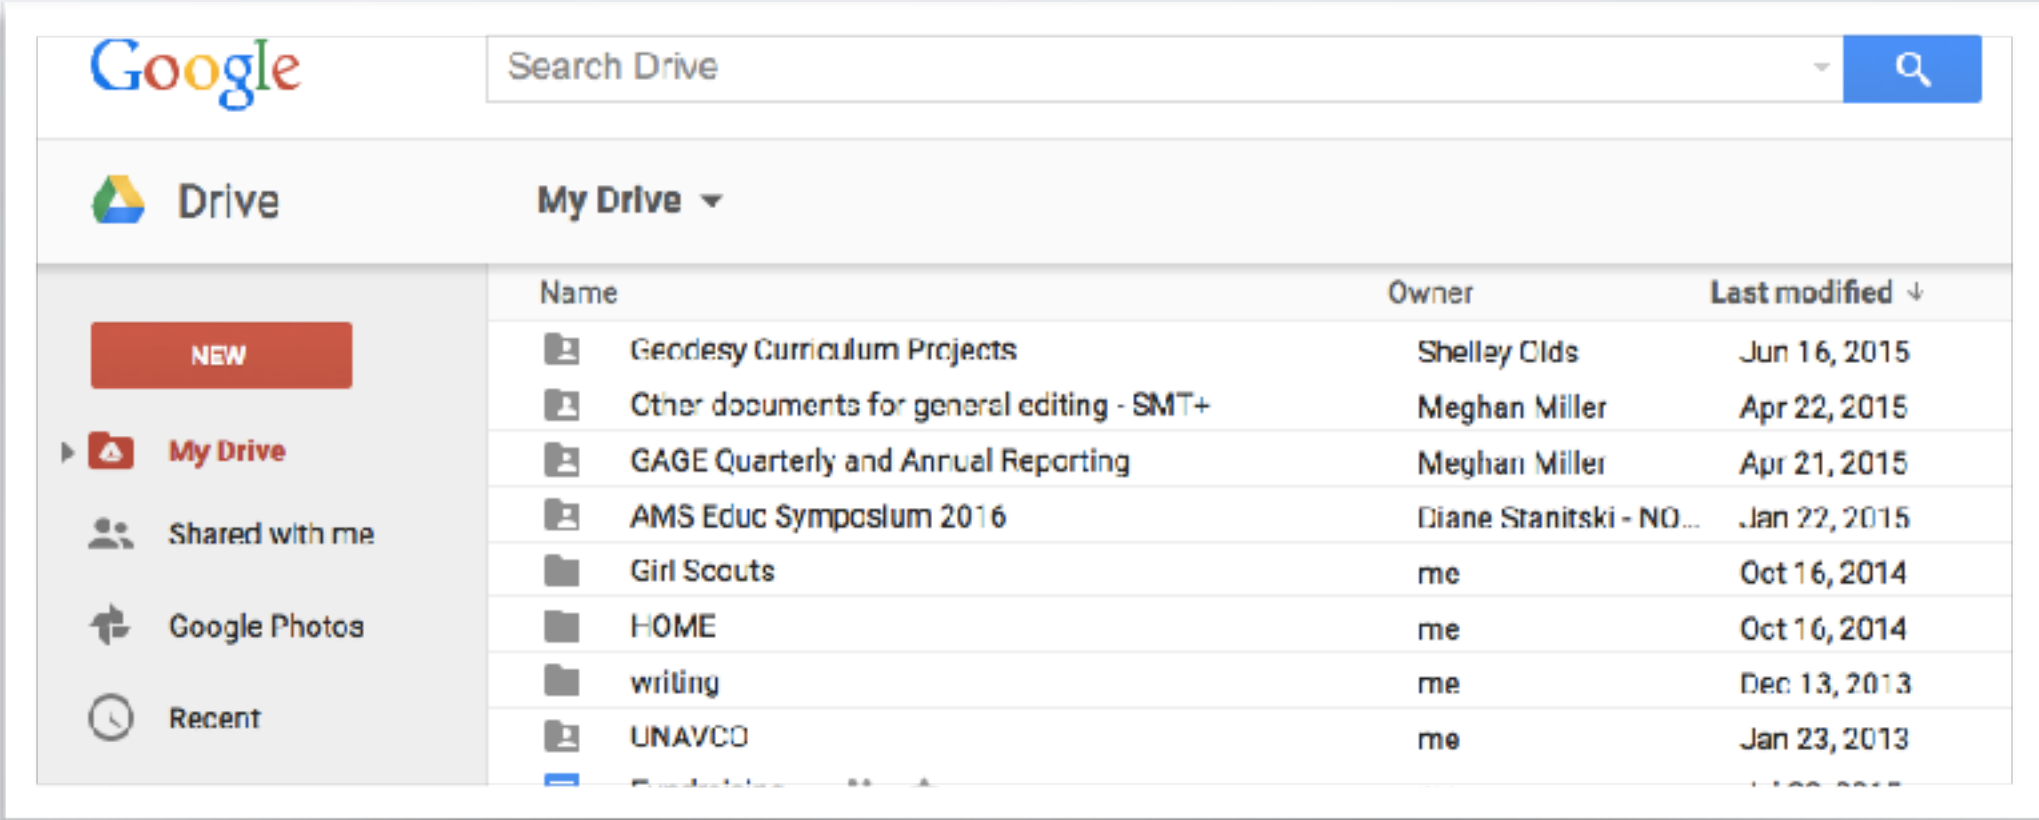 Google Search Drive
Drive My Drive
Name Owner Last modified
NEW
Geodesy Curriculum Projects Shelley Olds Jun 16, 2015
Other documents for general editing - SMT+ Meghan Miller Apr 22, 2015
My Drive
GAGE Quarterly and Annual Reporting Meghan Miller Apr 21, 2015
Shared with me
AMS Educ Symposium 2016 Diane Stanitski - NO... Jan 22, 2015
Girl Scouts me Oct 16, 2014
Google Photos
HOME me Oct 16, 2014
writing me Dec 13, 2013
Recent
UNAVCO me Jan 23, 2013
Fundraising